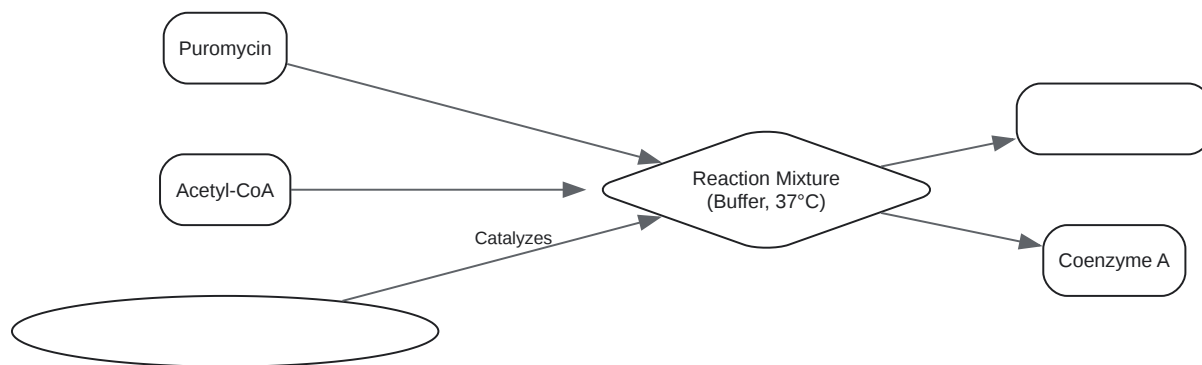 Puromycin
Acetyl-CoA
Reaction Mixture
(Buffer, 37°C)
Catalyzes
Coenzyme A